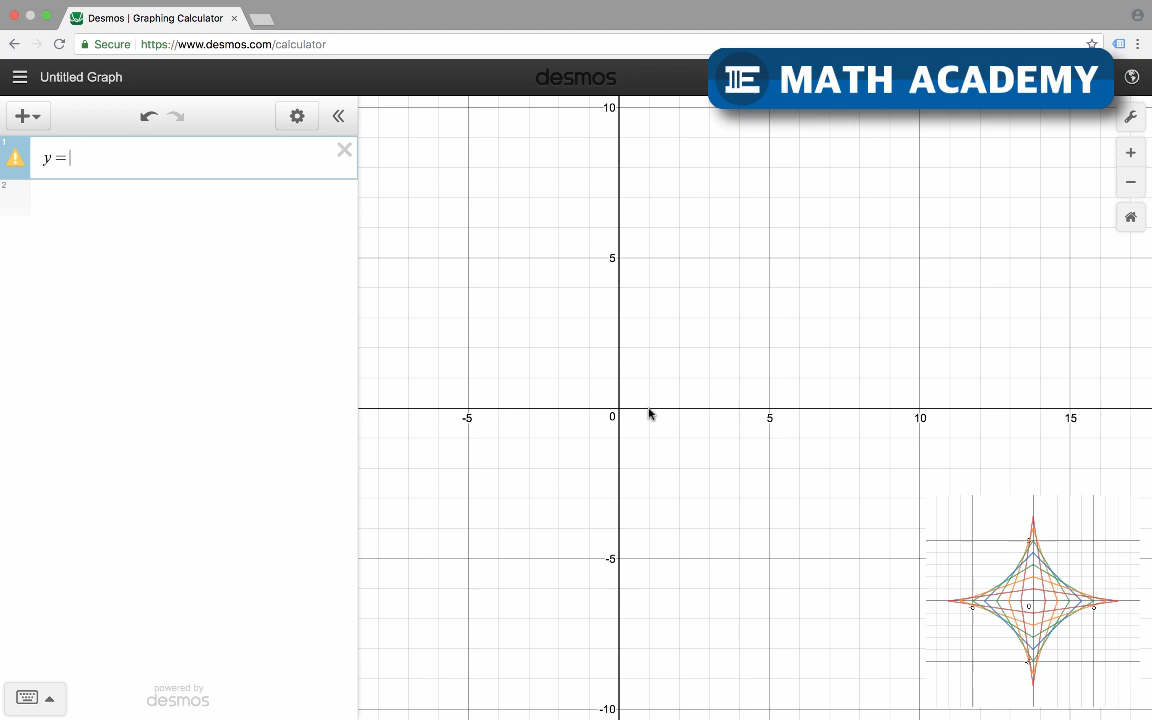 Desmos | Graphing Calculator
Secure https://www.desmos.com/calculator
Untitled Graph
desmos
MATH ACADEMY
1
y =
2
10
5
-5
0
5
10
15
-5
-10
0
powered by
desmos